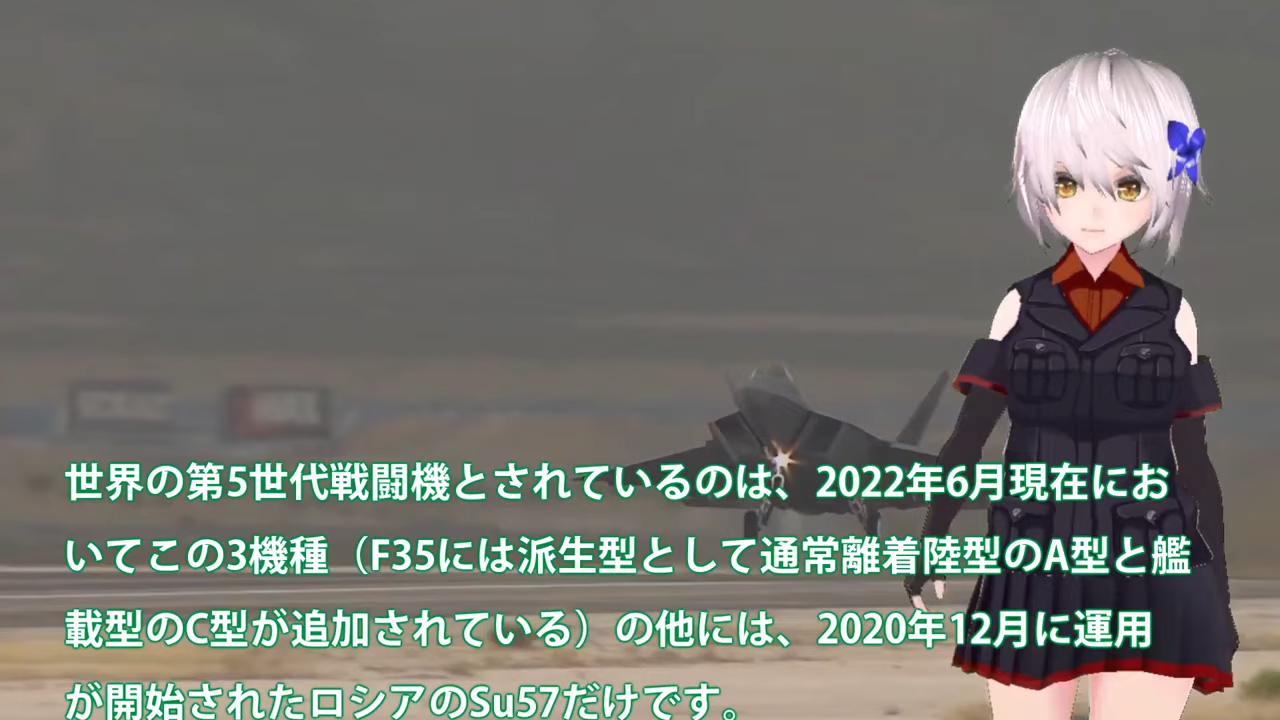 世界の第5世代戦闘機とされているのは、2022年6月現在にお
いてこの3機種（F35には派生型として通常離着陸型のA型と艦
載型のC型が追加されている）の他には、2020年12月に運用
が開始されたロシアのSu57だけです。